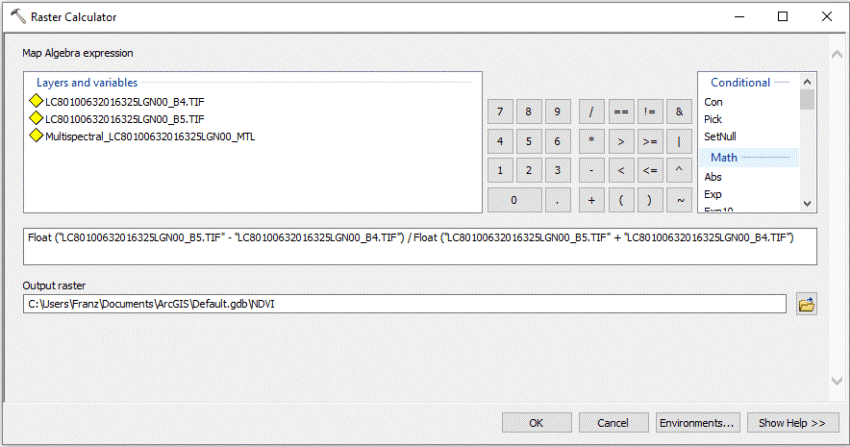 Raster Calculator
Map Algebra expression
Layers and variables
LC80100632016325LGN00_B4.TIF
LC80100632016325LGN00_B5.TIF
Multispectral_LC80100632016325LGN00_MTL
7 8 9 / == != &
4 5 6 * > >= |
1 2 3 - < <= ^
0 . + ( ) ~
Conditional
Con
Pick
SetNull
Math
Abs
Exp
Exp10
Float ("LC80100632016325LGN00_B5.TIF" - "LC80100632016325LGN00_B4.TIF") / Float ("LC80100632016325LGN00_B5.TIF" + "LC80100632016325LGN00_B4.TIF")
Output raster
C:\Users\Franz\Documents\ArcGIS\Default.gdb\NDVI
OK Cancel Environments... Show Help >>